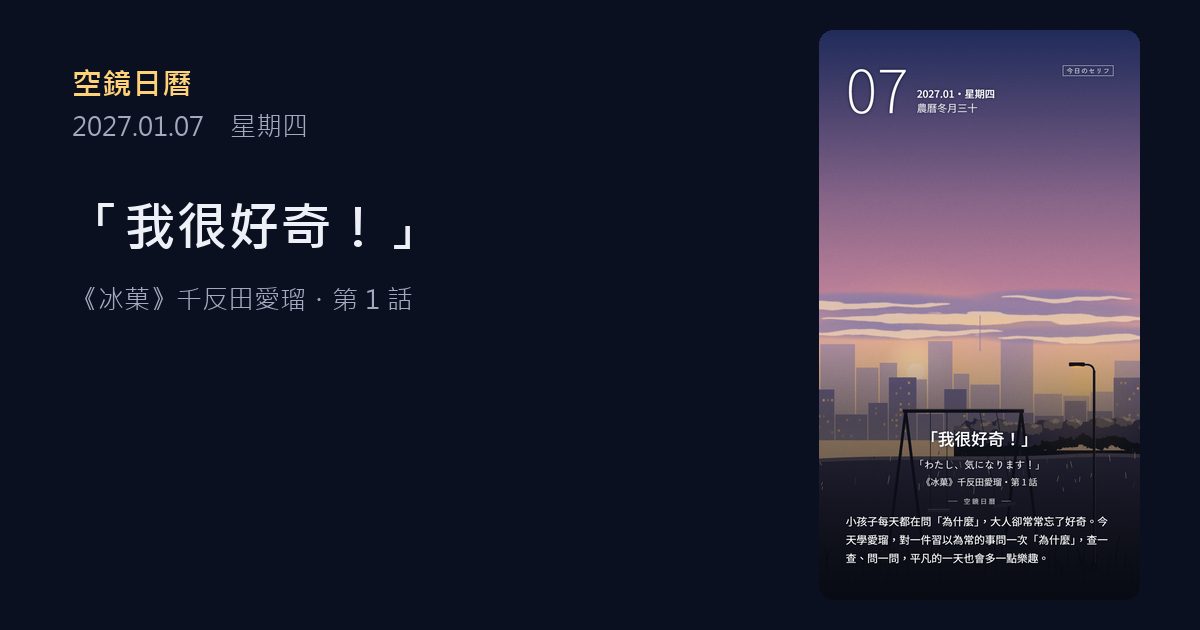 空鏡日曆
2027.01.07 星期四
「我很好奇！」
《冰菓》千反田愛瑠・第 1 話
07
2027.01・星期四
農曆冬月三十
今日のセリフ
「我很好奇！」
「わたし、気になります！」
《冰菓》千反田愛瑠・第 1 話
— 空鏡日曆 —
小孩子每天都在問「為什麼」，大人卻常常忘了好奇。今
天學愛瑠，對一件習以為常的事問一次「為什麼」，查一
查、問一問，平凡的一天也會多一點樂趣。